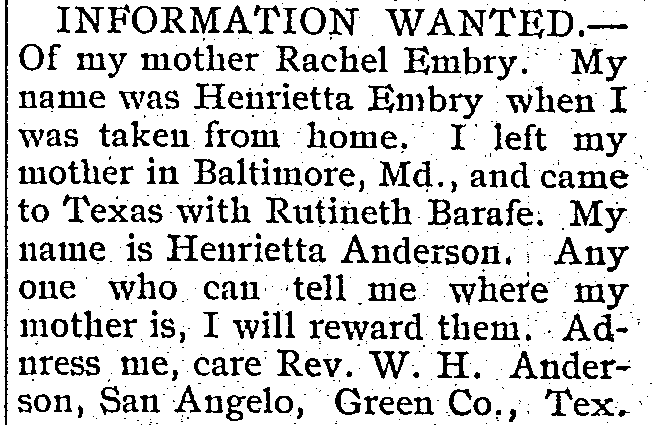 INFORMATION WANTED.—
Of my mother Rachel Embry. My
name was Henrietta Embry when I
was taken from home. I left my
mother in Baltimore, Md., and came
to Texas with Rutineth Barafe. My
name is Henrietta Anderson. Any
one who can tell me where my
mother is, I will reward them. Ad-
nress me, care Rev. W. H. Ander-
son, San Angelo, Green Co., Tex.